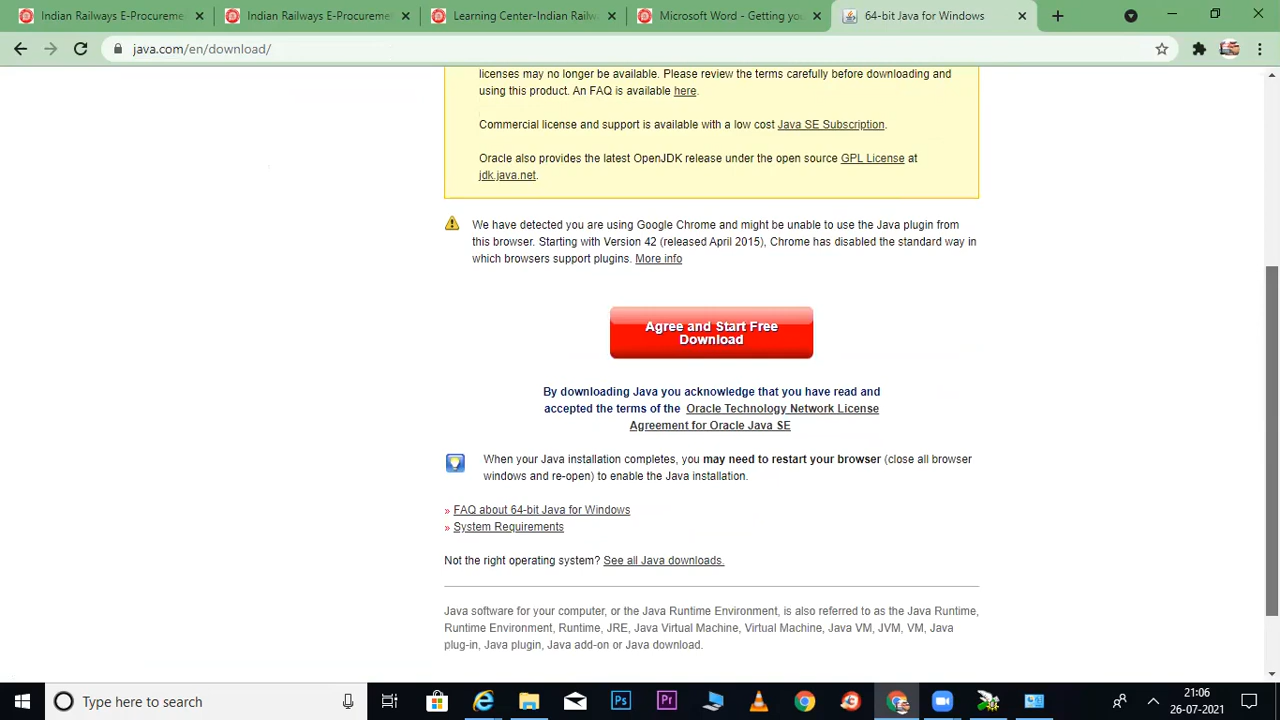 Indian Railways E-Procureme
Indian Railways E-Procureme
Learning Center-Indian Railw
Microsoft Word - Getting yo
64-bit Java for Windows
java.com/en/download/
licenses may no longer be available. Please review the terms carefully before downloading and
using this product. An FAQ is available here.
Commercial license and support is available with a low cost Java SE Subscription.
Oracle also provides the latest OpenJDK release under the open source GPL License at
jdk.java.net.
We have detected you are using Google Chrome and might be unable to use the Java plugin from
this browser. Starting with Version 42 (released April 2015), Chrome has disabled the standard way in
which browsers support plugins. More info
Agree and Start Free
Download
By downloading Java you acknowledge that you have read and
accepted the terms of the Oracle Technology Network License
Agreement for Oracle Java SE
When your Java installation completes, you may need to restart your browser (close all browser
windows and re-open) to enable the Java installation.
» FAQ about 64-bit Java for Windows
» System Requirements
Not the right operating system? See all Java downloads.
Java software for your computer, or the Java Runtime Environment, is also referred to as the Java Runtime,
Runtime Environment, Runtime, JRE, Java Virtual Machine, Virtual Machine, Java VM, JVM, VM, Java
plug-in, Java plugin, Java add-on or Java download.
Type here to search
Ps
Pr
21:06
26-07-2021